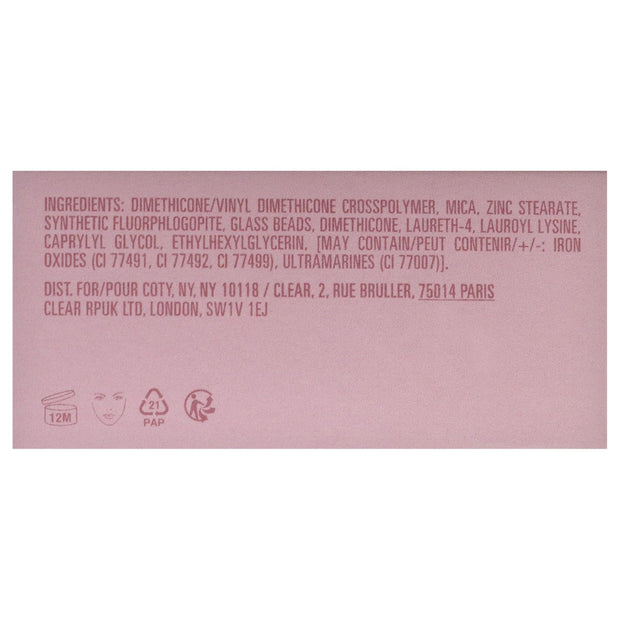 INGREDIENTS: DIMETHICONE/VINYL DIMETHICONE CROSSPOLYMER, MICA, ZINC STEARATE,
SYNTHETIC FLUORPHLOGOPITE, GLASS BEADS, DIMETHICONE, LAURETH-4, LAUROYL LYSINE,
CAPRYLYL GLYCOL, ETHYLHEXYLGLYCERIN, [MAY CONTAIN/PEUT CONTENIR/+/-: IRON
OXIDES (CI 77491, CI 77492, CI 77499), ULTRAMARINES (CI 77007)].
DIST. FOR/POUR COTY, NY, NY 10118 / CLEAR, 2, RUE BRULLER, 75014 PARIS
CLEAR RPUK LTD, LONDON, SW1V 1EJ
12M
21
PAP